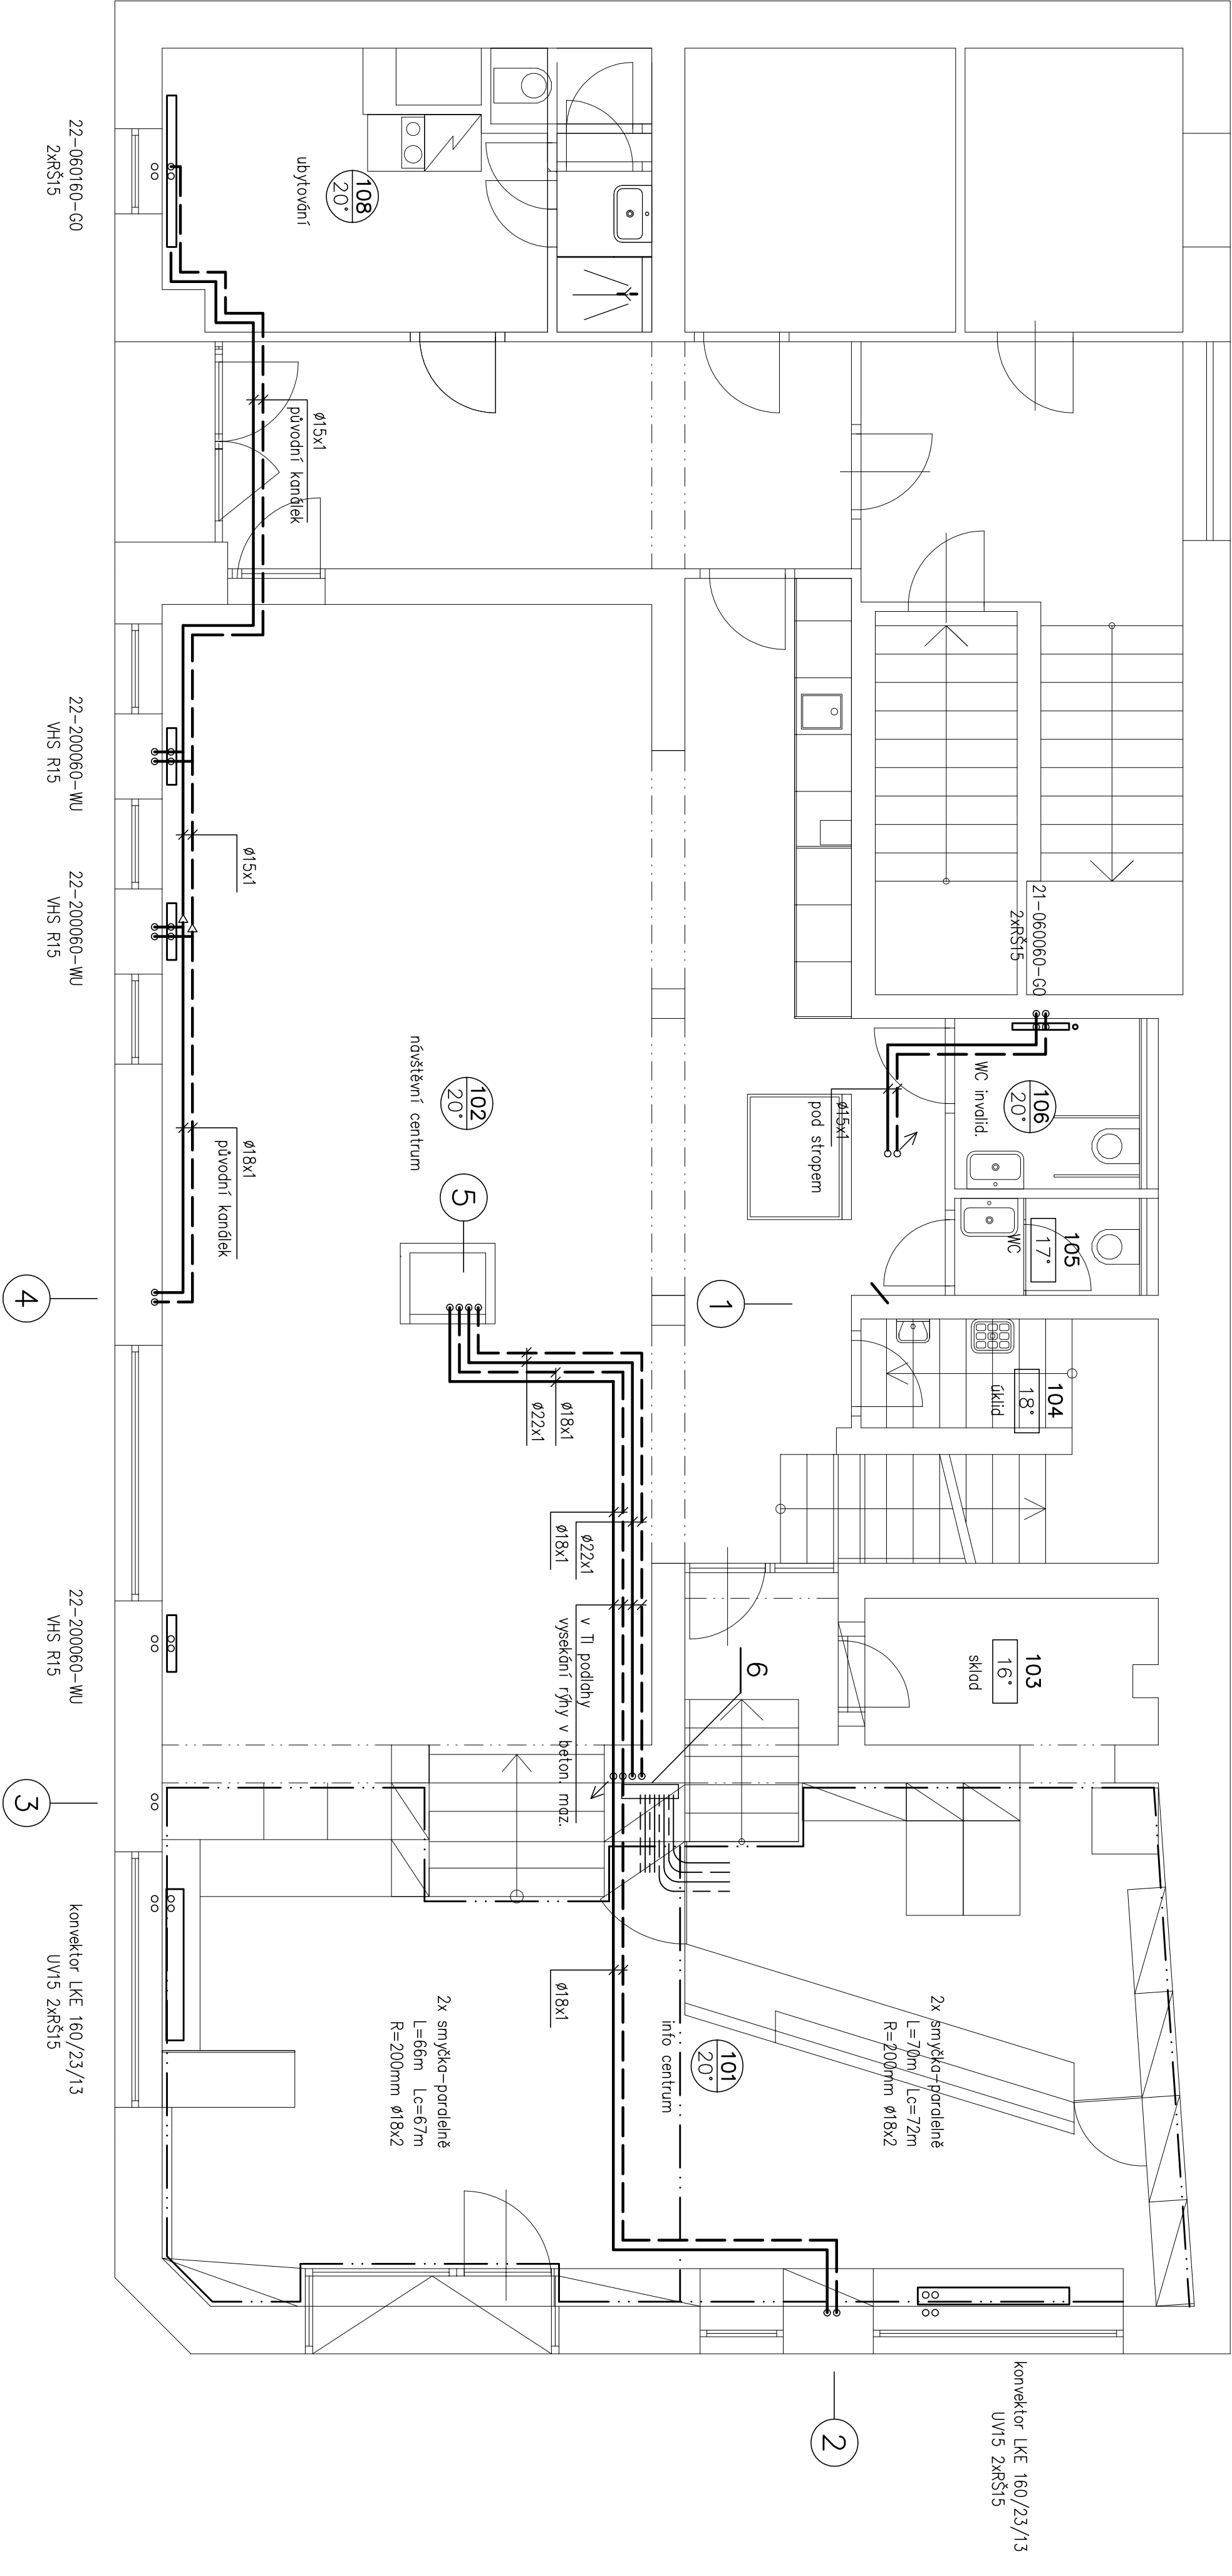 22-060160-GO
2xRŠ15
108
20°
ubytování
ø15x1
původní kanálek
22-200060-WU
VHS R15
ø15x1
22-200060-WU
VHS R15
21-060060-GO
2xRŠ15
106
20°
WC invalid.
ø15x1
pod stropem
102
20°
návštěvní centrum
ø18x1
původní kanálek
5
105
17°
WC
1
4
104
18°
úklid
ø18x1
ø22x1
ø22x1
ø18x1
103
16°
sklad
6
v TI podlahy
vysekání rýhy v beton. maz.
22-200060-WU
VHS R15
3
konvektor LKE 160/23/13
UV15 2xRŠ15
ø18x1
101
20°
info centrum
2x smyčka-paralelně
L=70m Lc=72m
R=200mm ø18x2
2x smyčka-paralelně
L=66m Lc=67m
R=200mm ø18x2
2
konvektor LKE 160/23/13
UV15 2xRŠ15